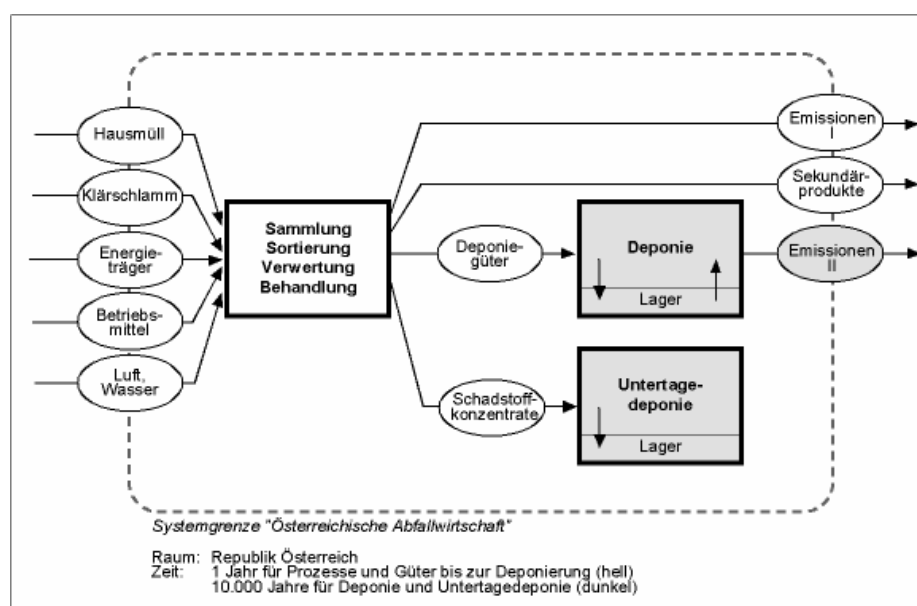 Hausmüll
Klärschlamm
Energie-
träger
Betriebs-
mittel
Luft,
Wasser
Sammlung
Sortierung
Verwertung
Behandlung
Emissionen
I
Sekundär-
produkte
Deponie-
güter
Deponie
Lager
Emissionen
II
Schadstoff-
konzentrate
Untertage-
deponie
Lager
Systemgrenze "Österreichische Abfallwirtschaft"
Raum: Republik Österreich
Zeit: 1 Jahr für Prozesse und Güter bis zur Deponierung (hell)
10.000 Jahre für Deponie und Untertagedeponie (dunkel)